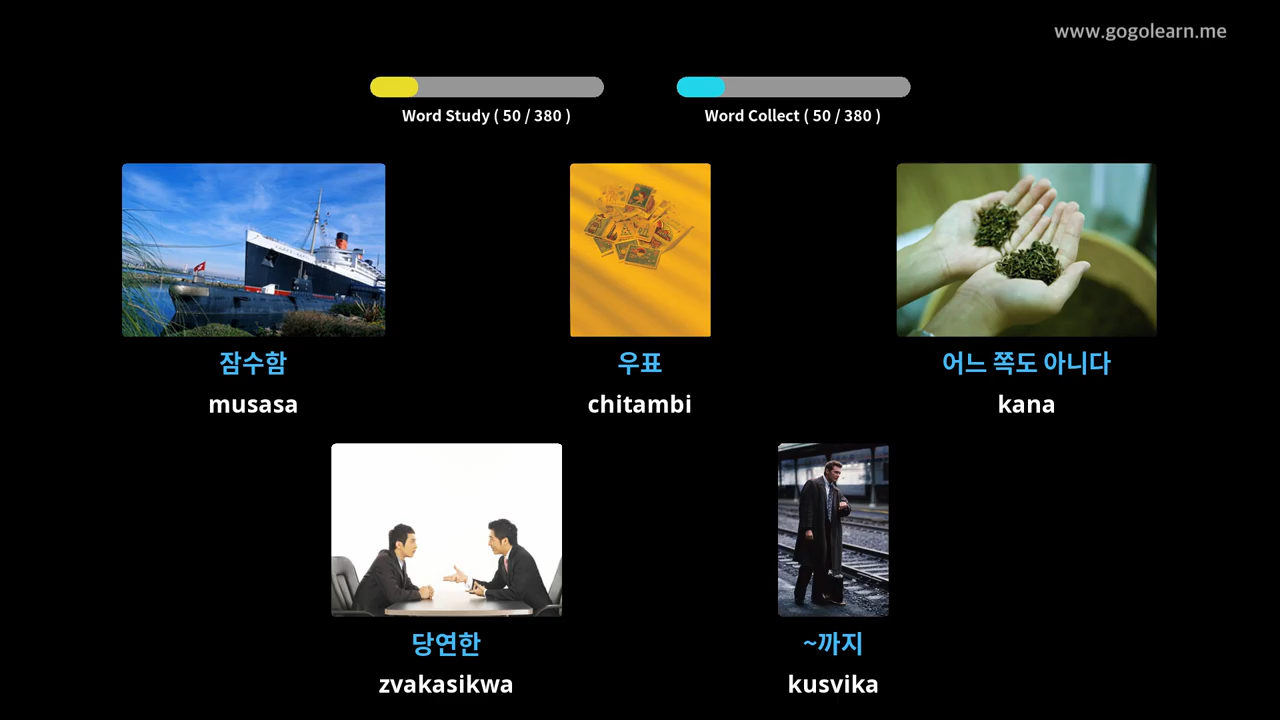 www.gogolearn.me
Word Study ( 50 / 380 )
Word Collect ( 50 / 380 )
잠수함
musasa
우표
chitambi
어느 쪽도 아니다
kana
당연한
zvakasikwa
~까지
kusvika